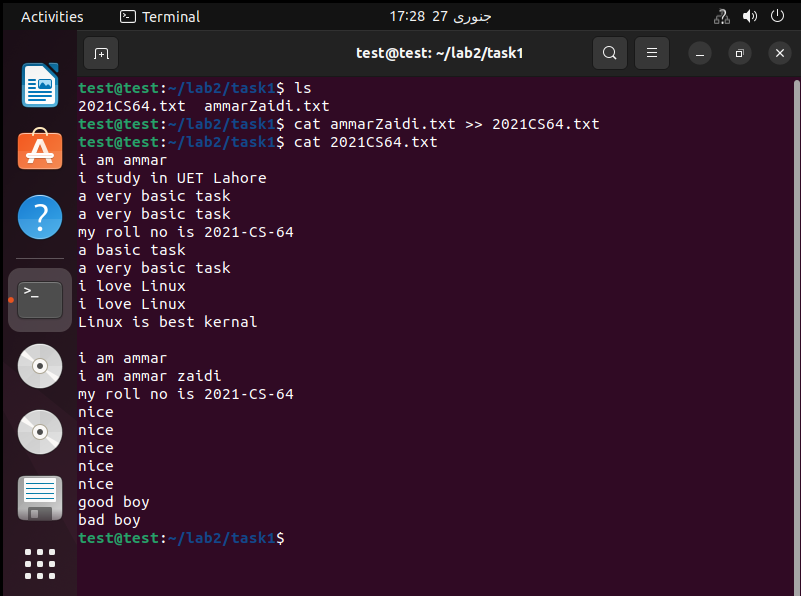 Activities
Terminal
17:28 27 جنوری
test@test: ~/lab2/task1
test@test:~/lab2/task1$ ls
2021CS64.txt  ammarZaidi.txt
test@test:~/lab2/task1$ cat ammarZaidi.txt >> 2021CS64.txt
test@test:~/lab2/task1$ cat 2021CS64.txt
i am ammar
i study in UET Lahore
a very basic task
a very basic task
my roll no is 2021-CS-64
a basic task
a very basic task
i love Linux
i love Linux
Linux is best kernal
i am ammar
i am ammar zaidi
my roll no is 2021-CS-64
nice
nice
nice
nice
nice
good boy
bad boy
test@test:~/lab2/task1$